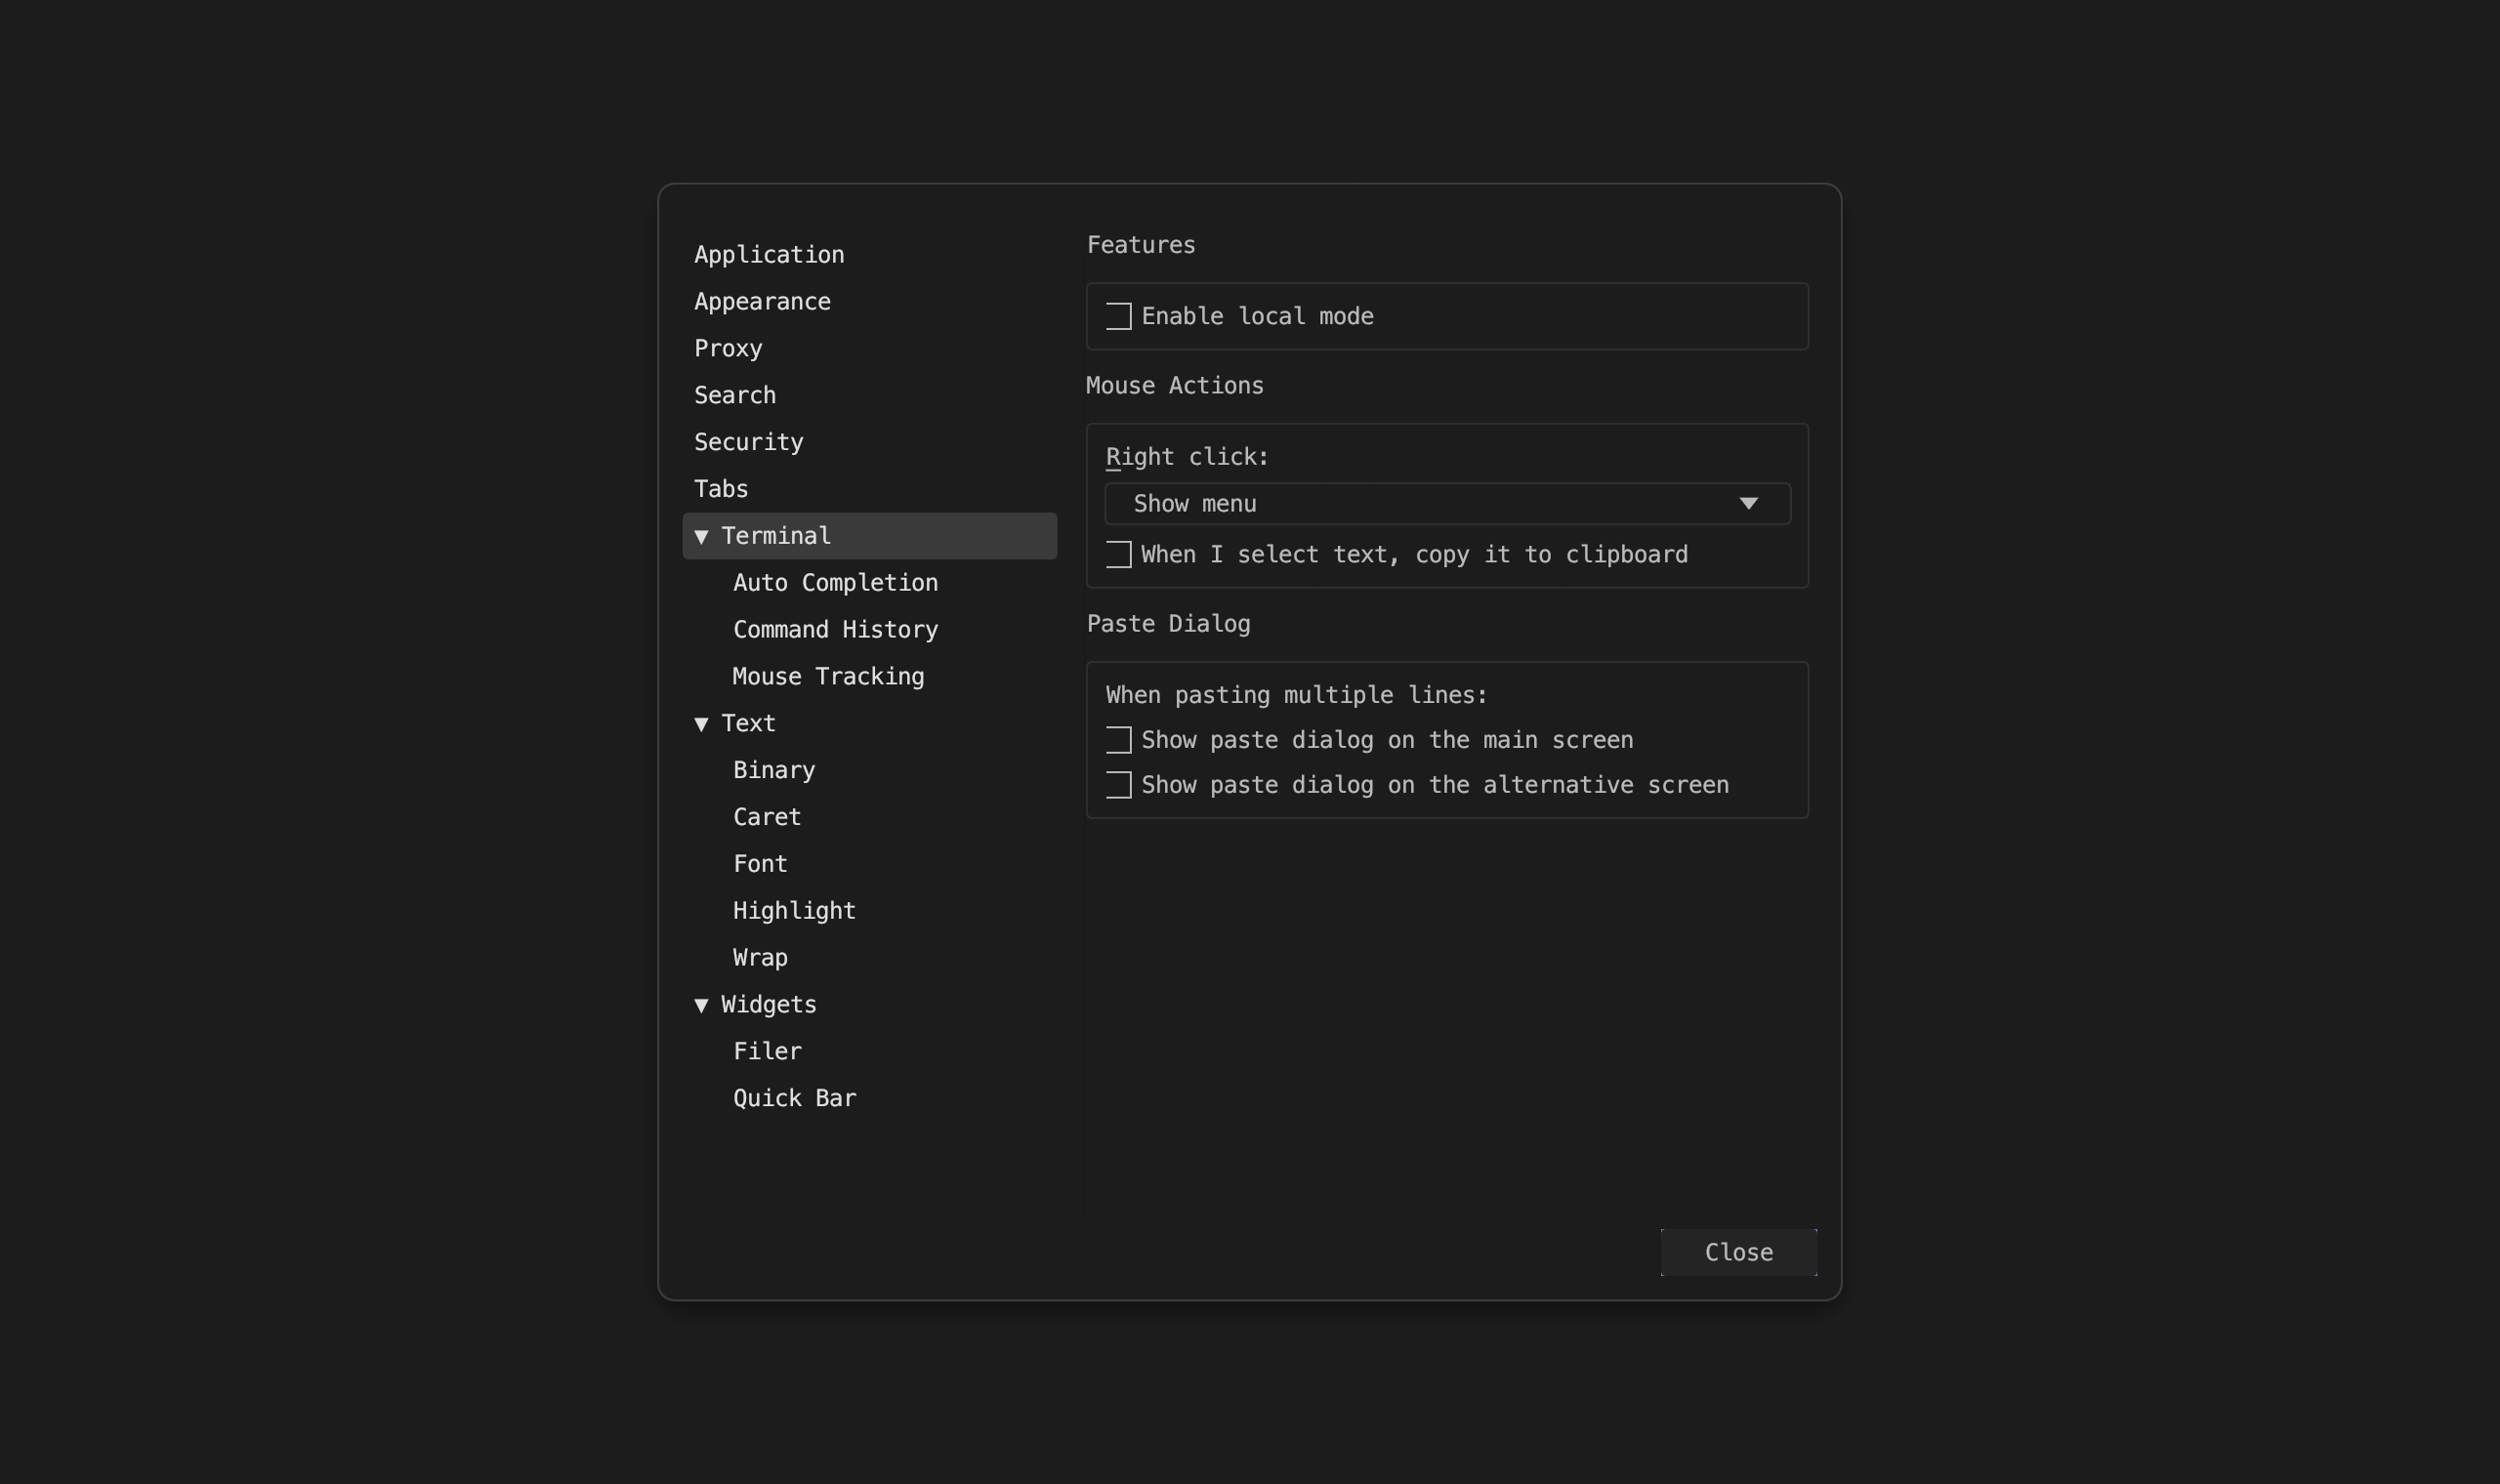 Application
Appearance
Proxy
Search
Security
Tabs
▼ Terminal
Auto Completion
Command History
Mouse Tracking
▼ Text
Binary
Caret
Font
Highlight
Wrap
▼ Widgets
Filer
Quick Bar
Features
Enable local mode
Mouse Actions
Right click:
Show menu
When I select text, copy it to clipboard
Paste Dialog
When pasting multiple lines:
Show paste dialog on the main screen
Show paste dialog on the alternative screen
Close